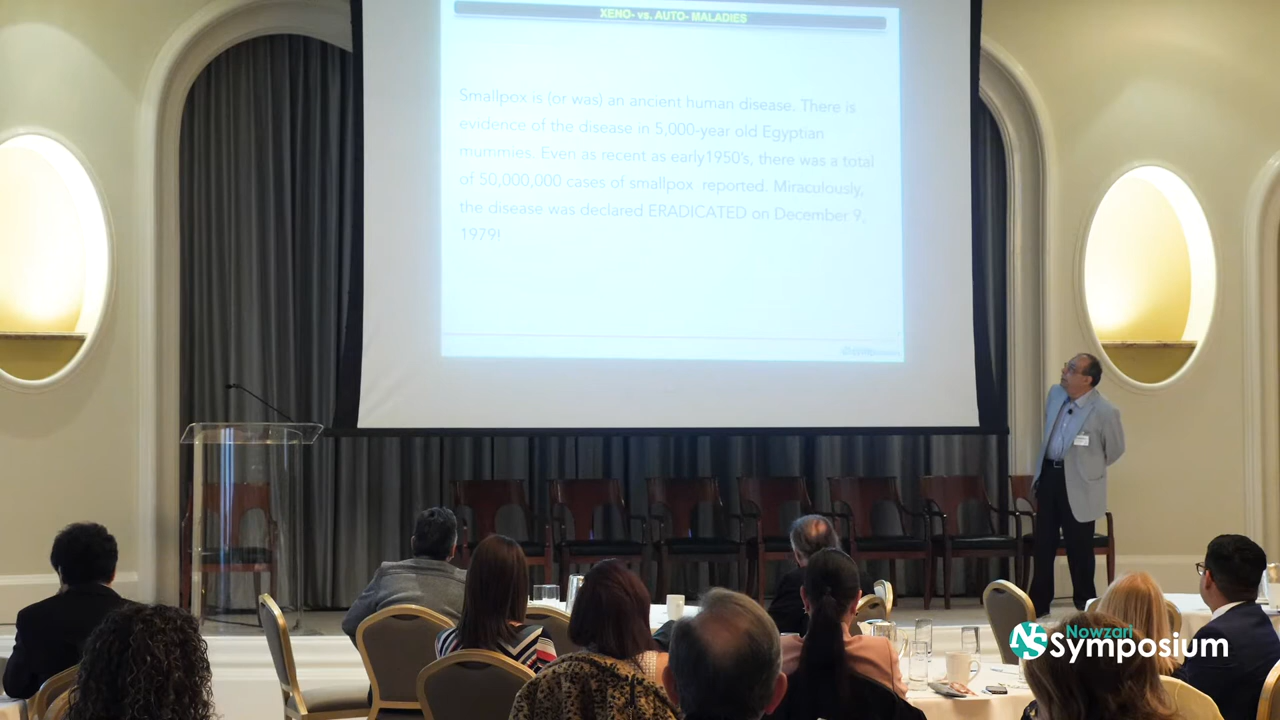 XENO- vs. AUTO- MALADIES
Smallpox is (or was) an ancient human disease. There is
evidence of the disease in 5,000-year old Egyptian
mummies. Even as recent as early1950's, there was a total
of 50,000,000 cases of smallpox reported. Miraculously,
the disease was declared ERADICATED on December 9,
1979!
NS Nowzari
Symposium